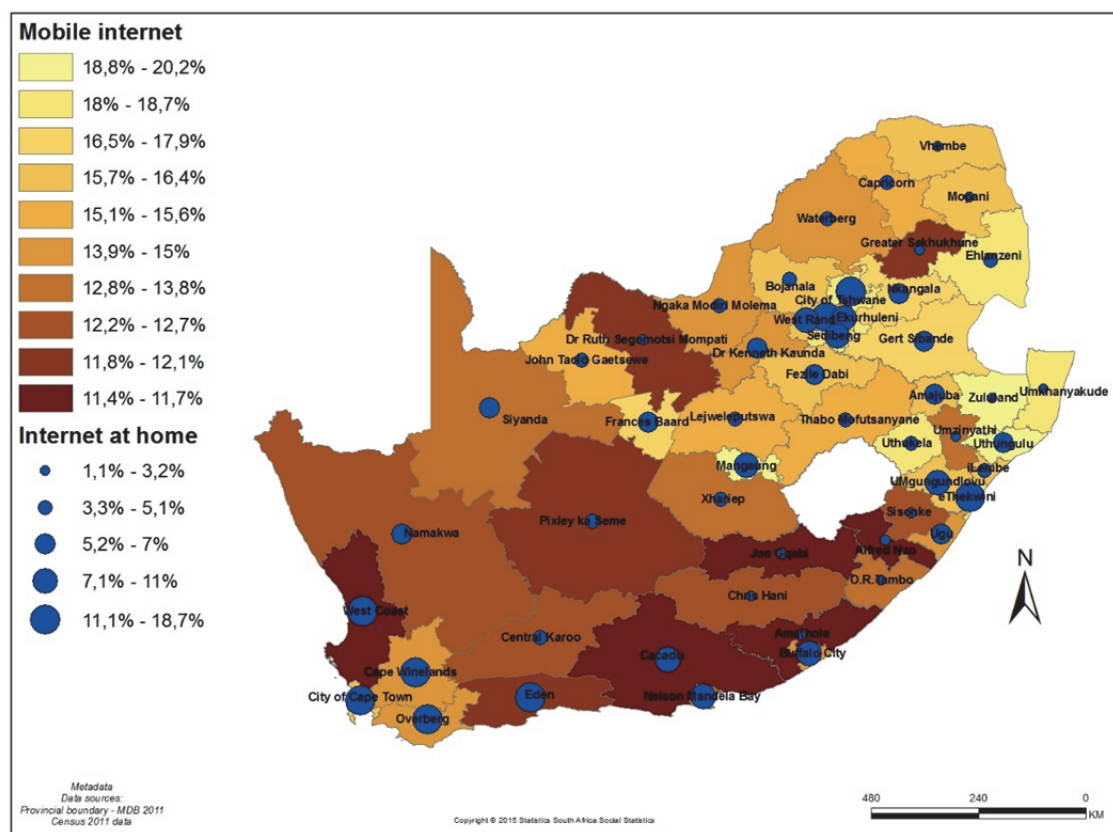 Mobile internet
18,8% - 20,2%
18% - 18,7%
16,5% - 17,9%
15,7% - 16,4%
15,1% - 15,6%
13,9% - 15%
12,8% - 13,8%
12,2% - 12,7%
11,8% - 12,1%
11,4% - 11,7%
Internet at home
1,1% - 3,2%
3,3% - 5,1%
5,2% - 7%
7,1% - 11%
11,1% - 18,7%
Vhembe
Capricorn
Mopani
Waterberg
Greater Sekhukhune
Ehlanzeni
Bojanala
Nkangala
City of Tshwane
Ngaka Modiri Molema
West Rand
Ekurhuleni
Sedibeng
Gert Sibande
Dr Ruth Segomotsi Mompati
Dr Kenneth Kaunda
John Taolo Gaetsewe
Fezile Dabi
Siyanda
Amajuba
Zululand
Umkhanyakude
Frances Baard
Lejweleputswa
Thabo Mofutsanyane
Umzinyathi
Uthukela
Uthungulu
Mangaung
iLembe
UMgungundlovu
eThekwini
Xhariep
Sisonke
Pixley ka Seme
Namakwa
Ugu
Alfred Nzo
Joe Gqabi
O.R.Tambo
Chris Hani
West Coast
Central Karoo
Amathole
Buffalo City
Cacadu
Cape Winelands
City of Cape Town
Eden
Nelson Mandela Bay
Overberg
N
480 240 0
KM
Metadata
Data sources:
Provincial boundary - MDB 2011
Census 2011 data
Copyright © 2015 Statistics South Africa Social Statistics